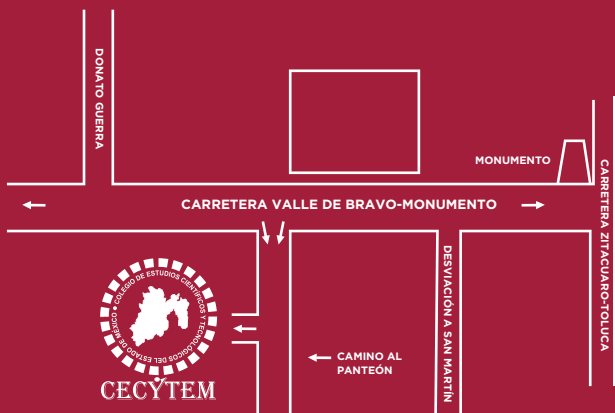 DONATO GUERRA
MONUMENTO
CARRETERA ZITACUARO-TOLUCA
CARRETERA VALLE DE BRAVO-MONUMENTO
DESVIACIÓN A SAN MARTÍN
COLEGIO DE ESTUDIOS CIENTÍFICOS Y TECNOLÓGICOS DEL ESTADO DE MÉXICO
CECYTEM
CAMINO AL
PANTEÓN